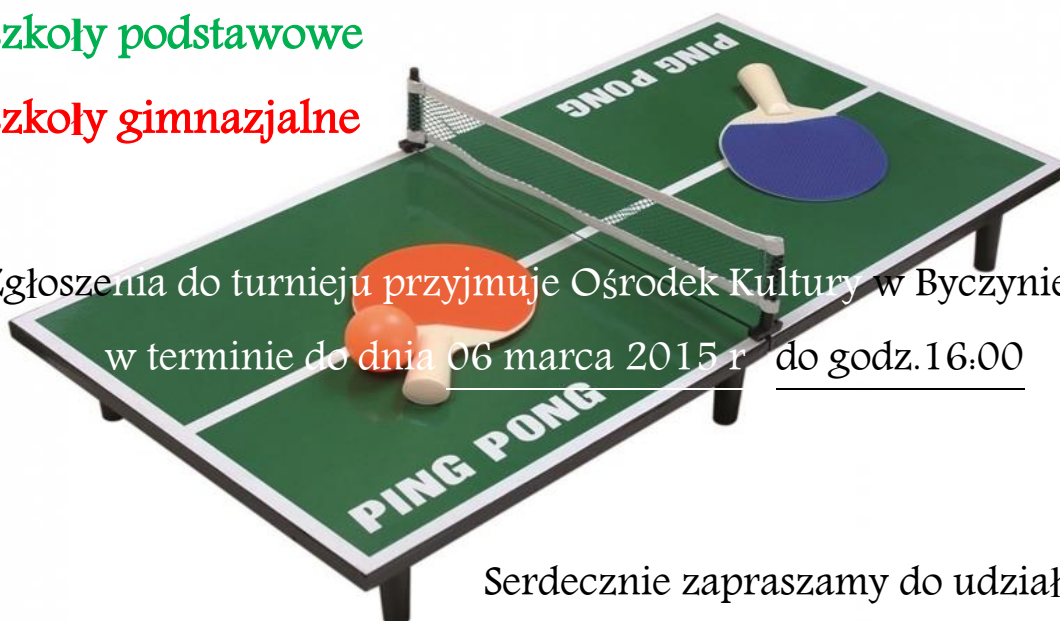 zkoły podstawowe
zkoły gimnazjalne
PING PONG
Zgłoszenia do turnieju przyjmuje Ośrodek Kultury w Byczynie
w terminie do dnia 06 marca 2015 r do godz.16:00
PING PONG
Serdecznie zapraszamy do udział